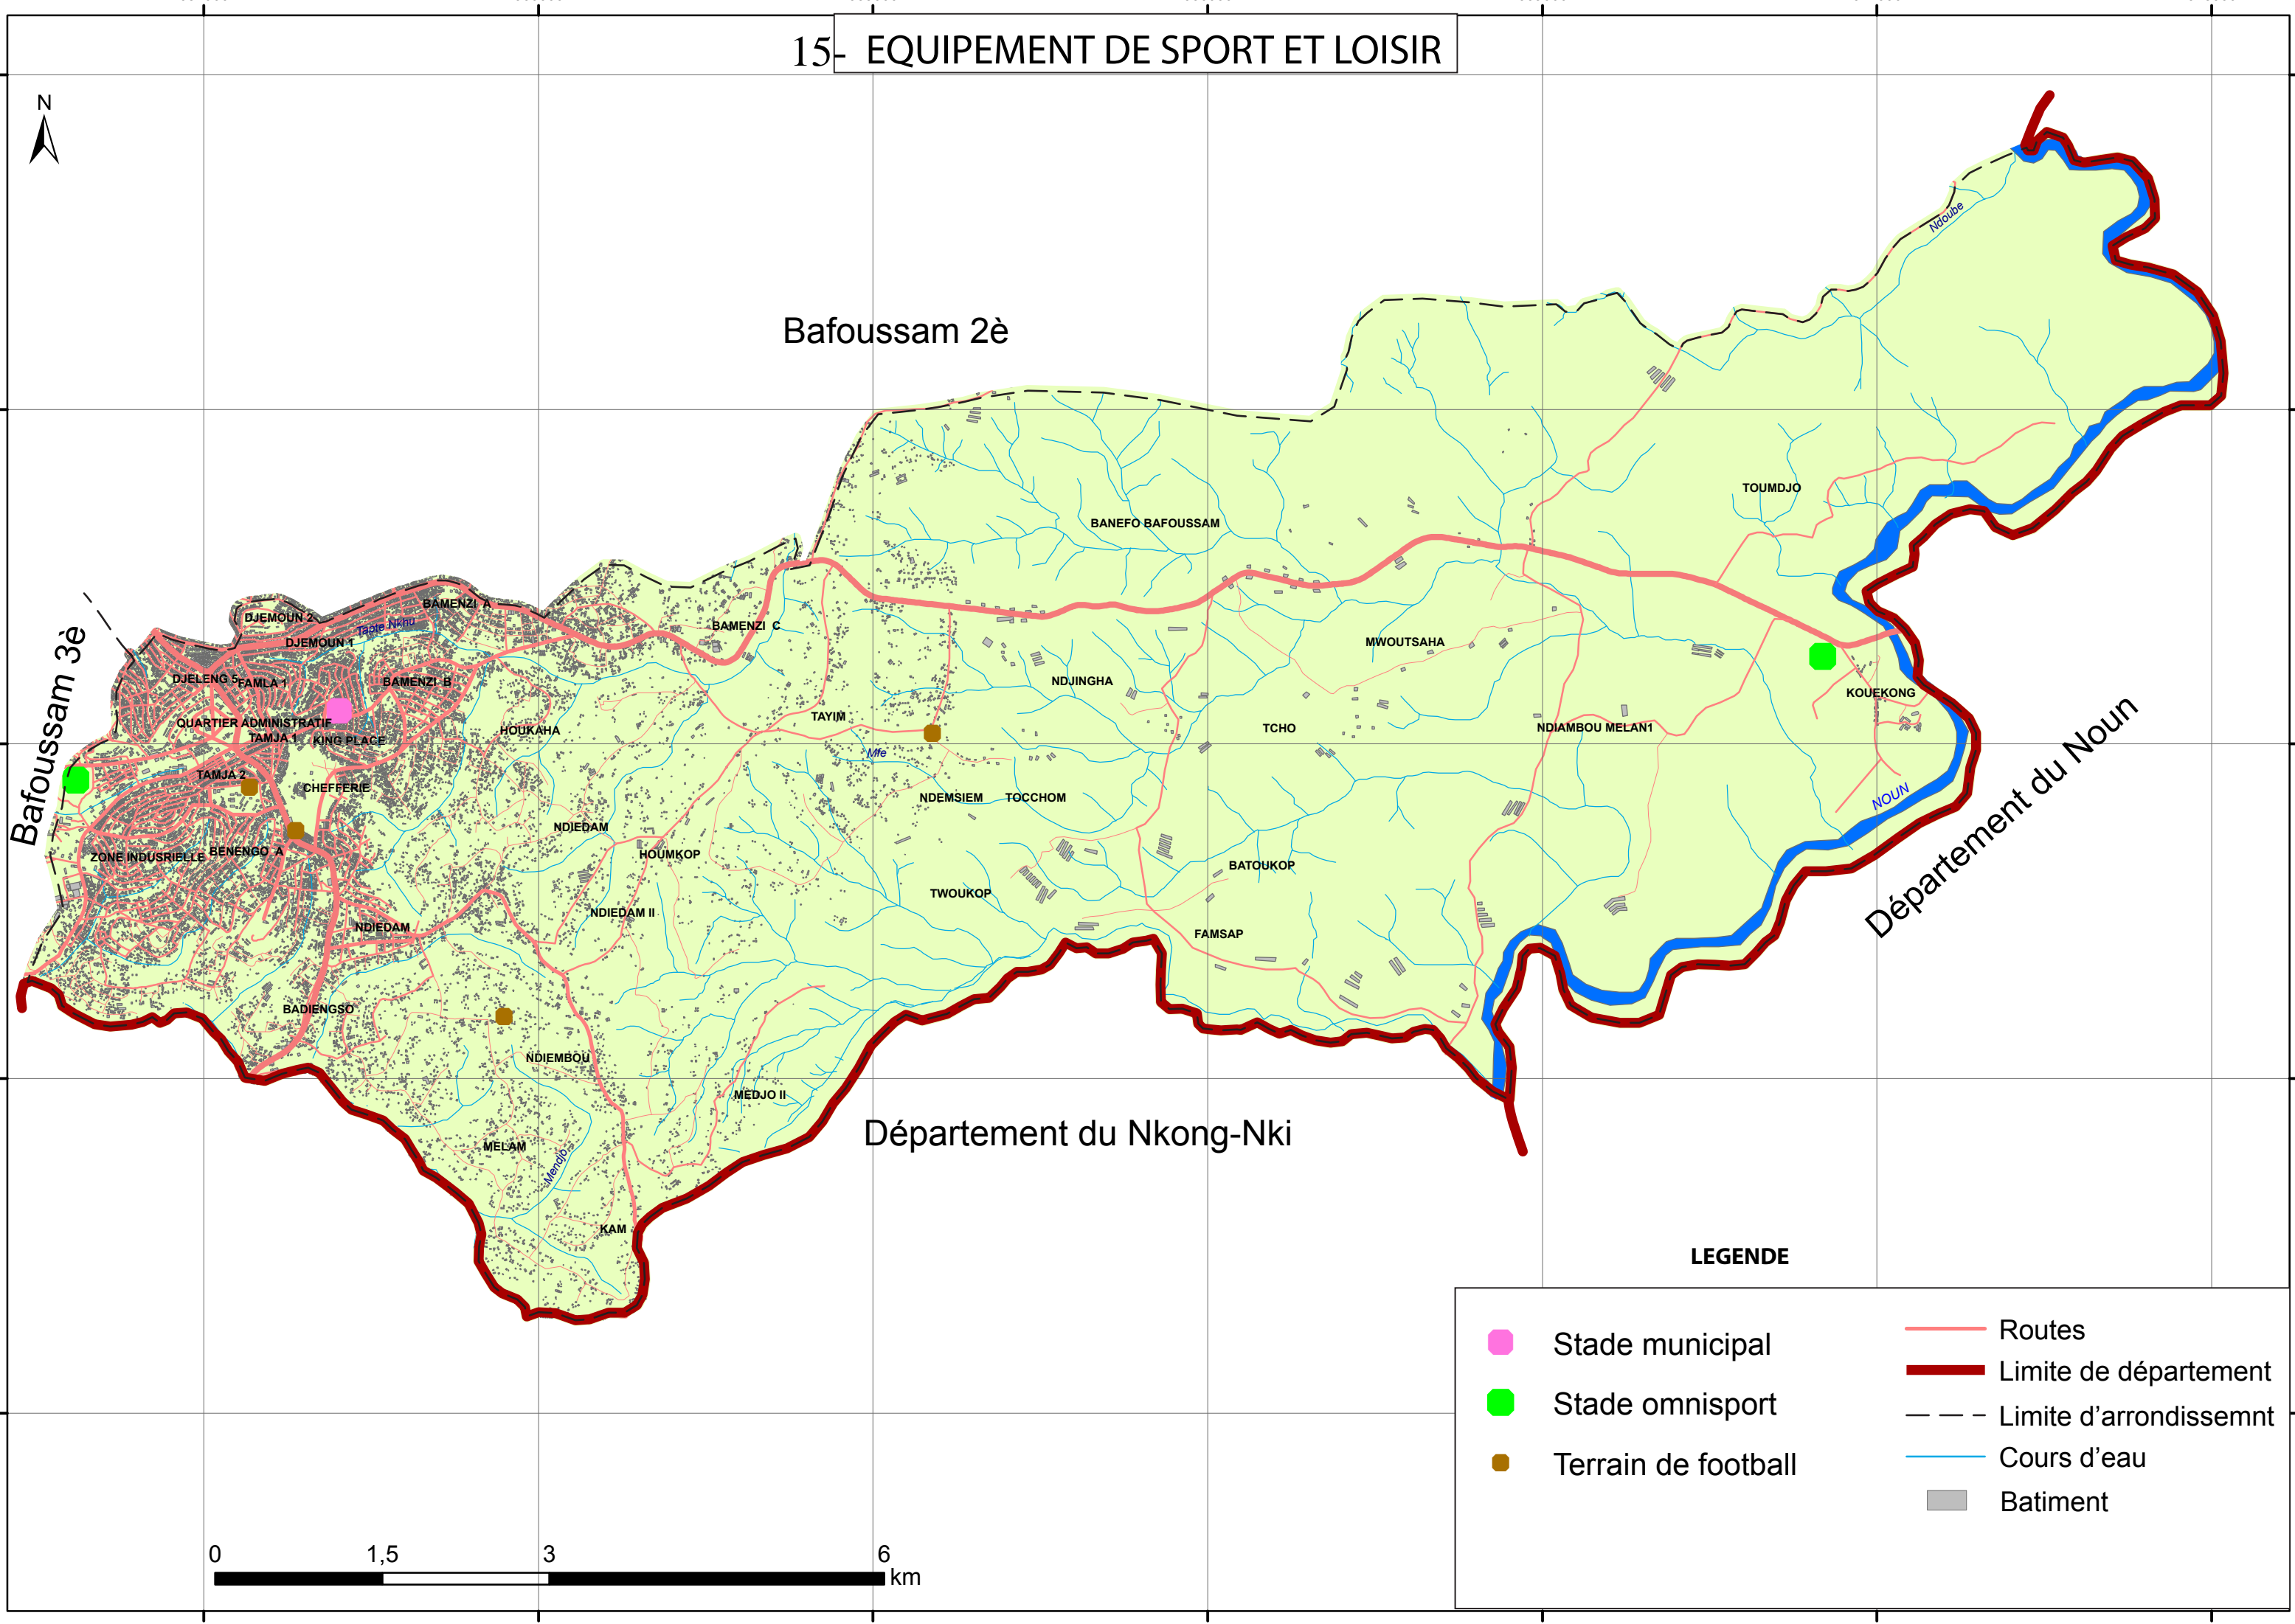 15- EQUIPEMENT DE SPORT ET LOISIR
N
Ndoube
Bafoussam 2è
TOUMDJO
BANEFO BAFOUSSAM
BAMENZI A
DJEMOUN 2
Tapte Nkhu
BAMENZI C
DJEMOUN 1
MWOUTSAHA
Bafoussam 3è
DJELENG 5
FAMLA 1
BAMENZI B
NDJINGHA
KOUEKONG
QUARTIER ADMINISTRATIF
TAYIM
HOUKAHA
TCHO
NDIAMBOU MELAN1
TAMJA 1
KING PLACE
Mfe
TAMJA 2
CHEFFERIE
NDEMSIEM
TOCCHOM
NOUN
Département du Noun
NDIEDAM
ZONE INDUSRIELLE
BENENGO A
HOUMKOP
BATOUKOP
TWOUKOP
NDIEDAM II
NDIEDAM
FAMSAP
BADIENGSO
NDIEMBOU
MEDJO II
Département du Nkong-Nki
MELAM
Mendjo
KAM
LEGENDE
Stade municipal
Stade omnisport
Terrain de football
Routes
Limite de département
Limite d'arrondissemnt
Cours d'eau
Batiment
0 1,5 3 6
km